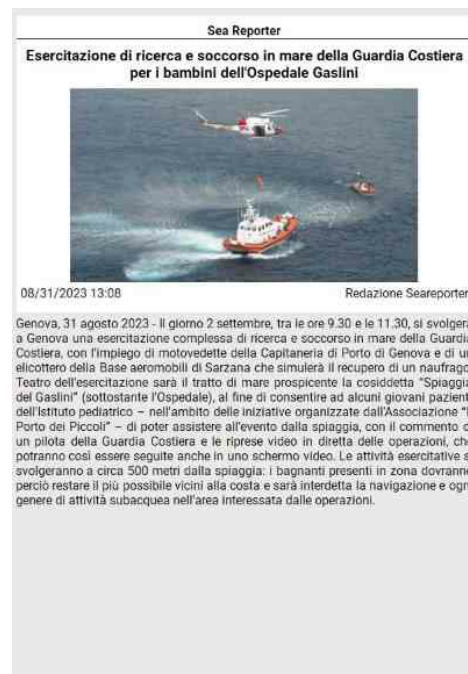 Sea Reporter
Esercitazione di ricerca e soccorso in mare della Guardia Costiera
per i bambini dell'Ospedale Gaslini
08/31/2023 13:08
Redazione Seareporter
Genova, 31 agosto 2023 - Il giorno 2 settembre, tra le ore 9.30 e le 11.30, si svolgerà
a Genova una esercitazione complessa di ricerca e soccorso in mare della Guardia
Costiera, con l'impiego di motovedette della Capitaneria di Porto di Genova e di un
elicottero della Base aeromobili di Sarzana che simulerà il recupero di un naufrago.
Teatro dell'esercitazione sarà il tratto di mare prospicente la cosiddetta "Spiaggia
del Gaslini" (sottostante l'Ospedale), al fine di consentire ad alcuni giovani pazienti
dell'Istituto pediatrico – nell'ambito delle iniziative organizzate dall'Associazione "Il
Porto dei Piccoli" – di poter assistere all'evento dalla spiaggia, con il commento di
un pilota della Guardia Costiera e le riprese video in diretta delle operazioni, che
potranno così essere seguite anche in uno schermo video. Le attività esercitative si
svolgeranno a circa 500 metri dalla spiaggia: i bagnanti presenti in zona dovranno
perciò restare il più possibile vicini alla costa e sarà interdetta la navigazione e ogni
genere di attività subacquea nell'area interessata dalle operazioni.